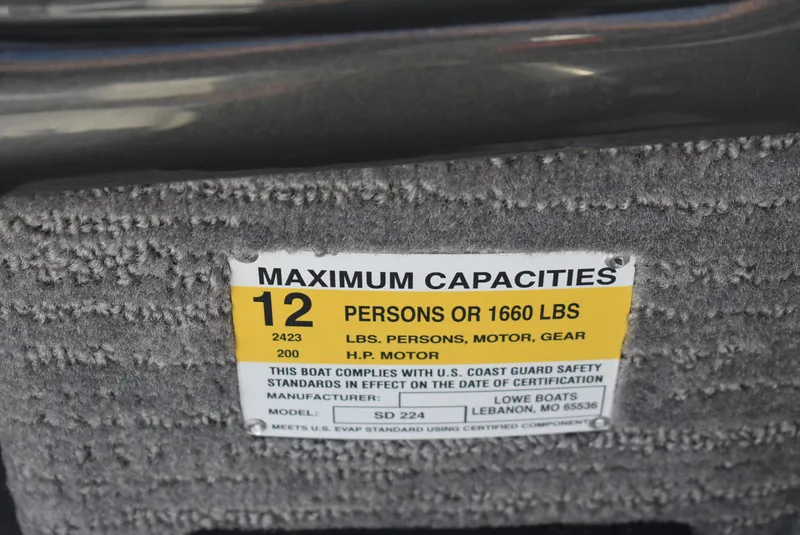 MAXIMUM CAPACITIES
12 PERSONS OR 1660 LBS
2423 LBS. PERSONS, MOTOR, GEAR
200 H.P. MOTOR
THIS BOAT COMPLIES WITH U.S. COAST GUARD SAFETY
STANDARDS IN EFFECT ON THE DATE OF CERTIFICATION
MANUFACTURER: LOWE BOATS
MODEL: SD 224 LEBANON, MO 65536
MEETS U.S. EVAP STANDARD USING CERTIFIED COMPONENTS